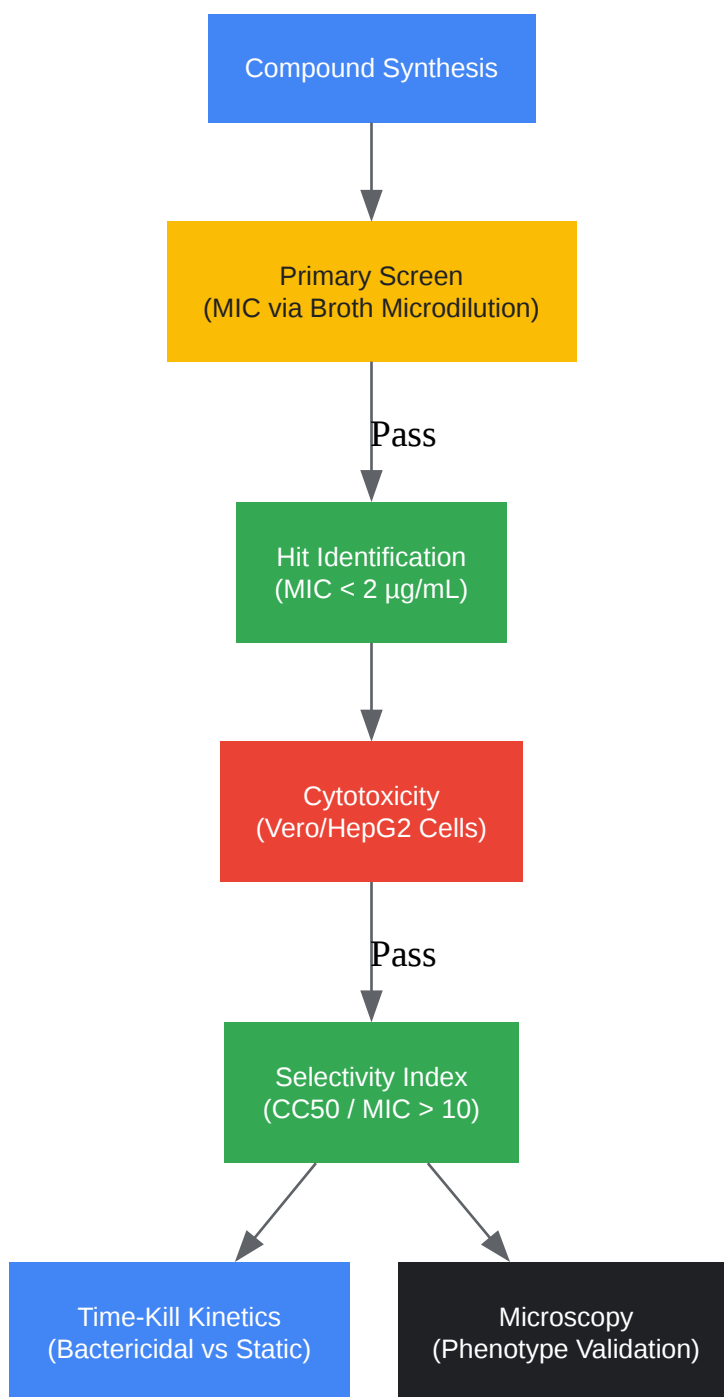 Compound Synthesis
Primary Screen
(MIC via Broth Microdilution)
Pass
Hit Identification
(MIC < 2 µg/mL)
Cytotoxicity
(Vero/HepG2 Cells)
Pass
Selectivity Index
(CC50 / MIC > 10)
Time-Kill Kinetics
(Bactericidal vs Static)
Microscopy
(Phenotype Validation)